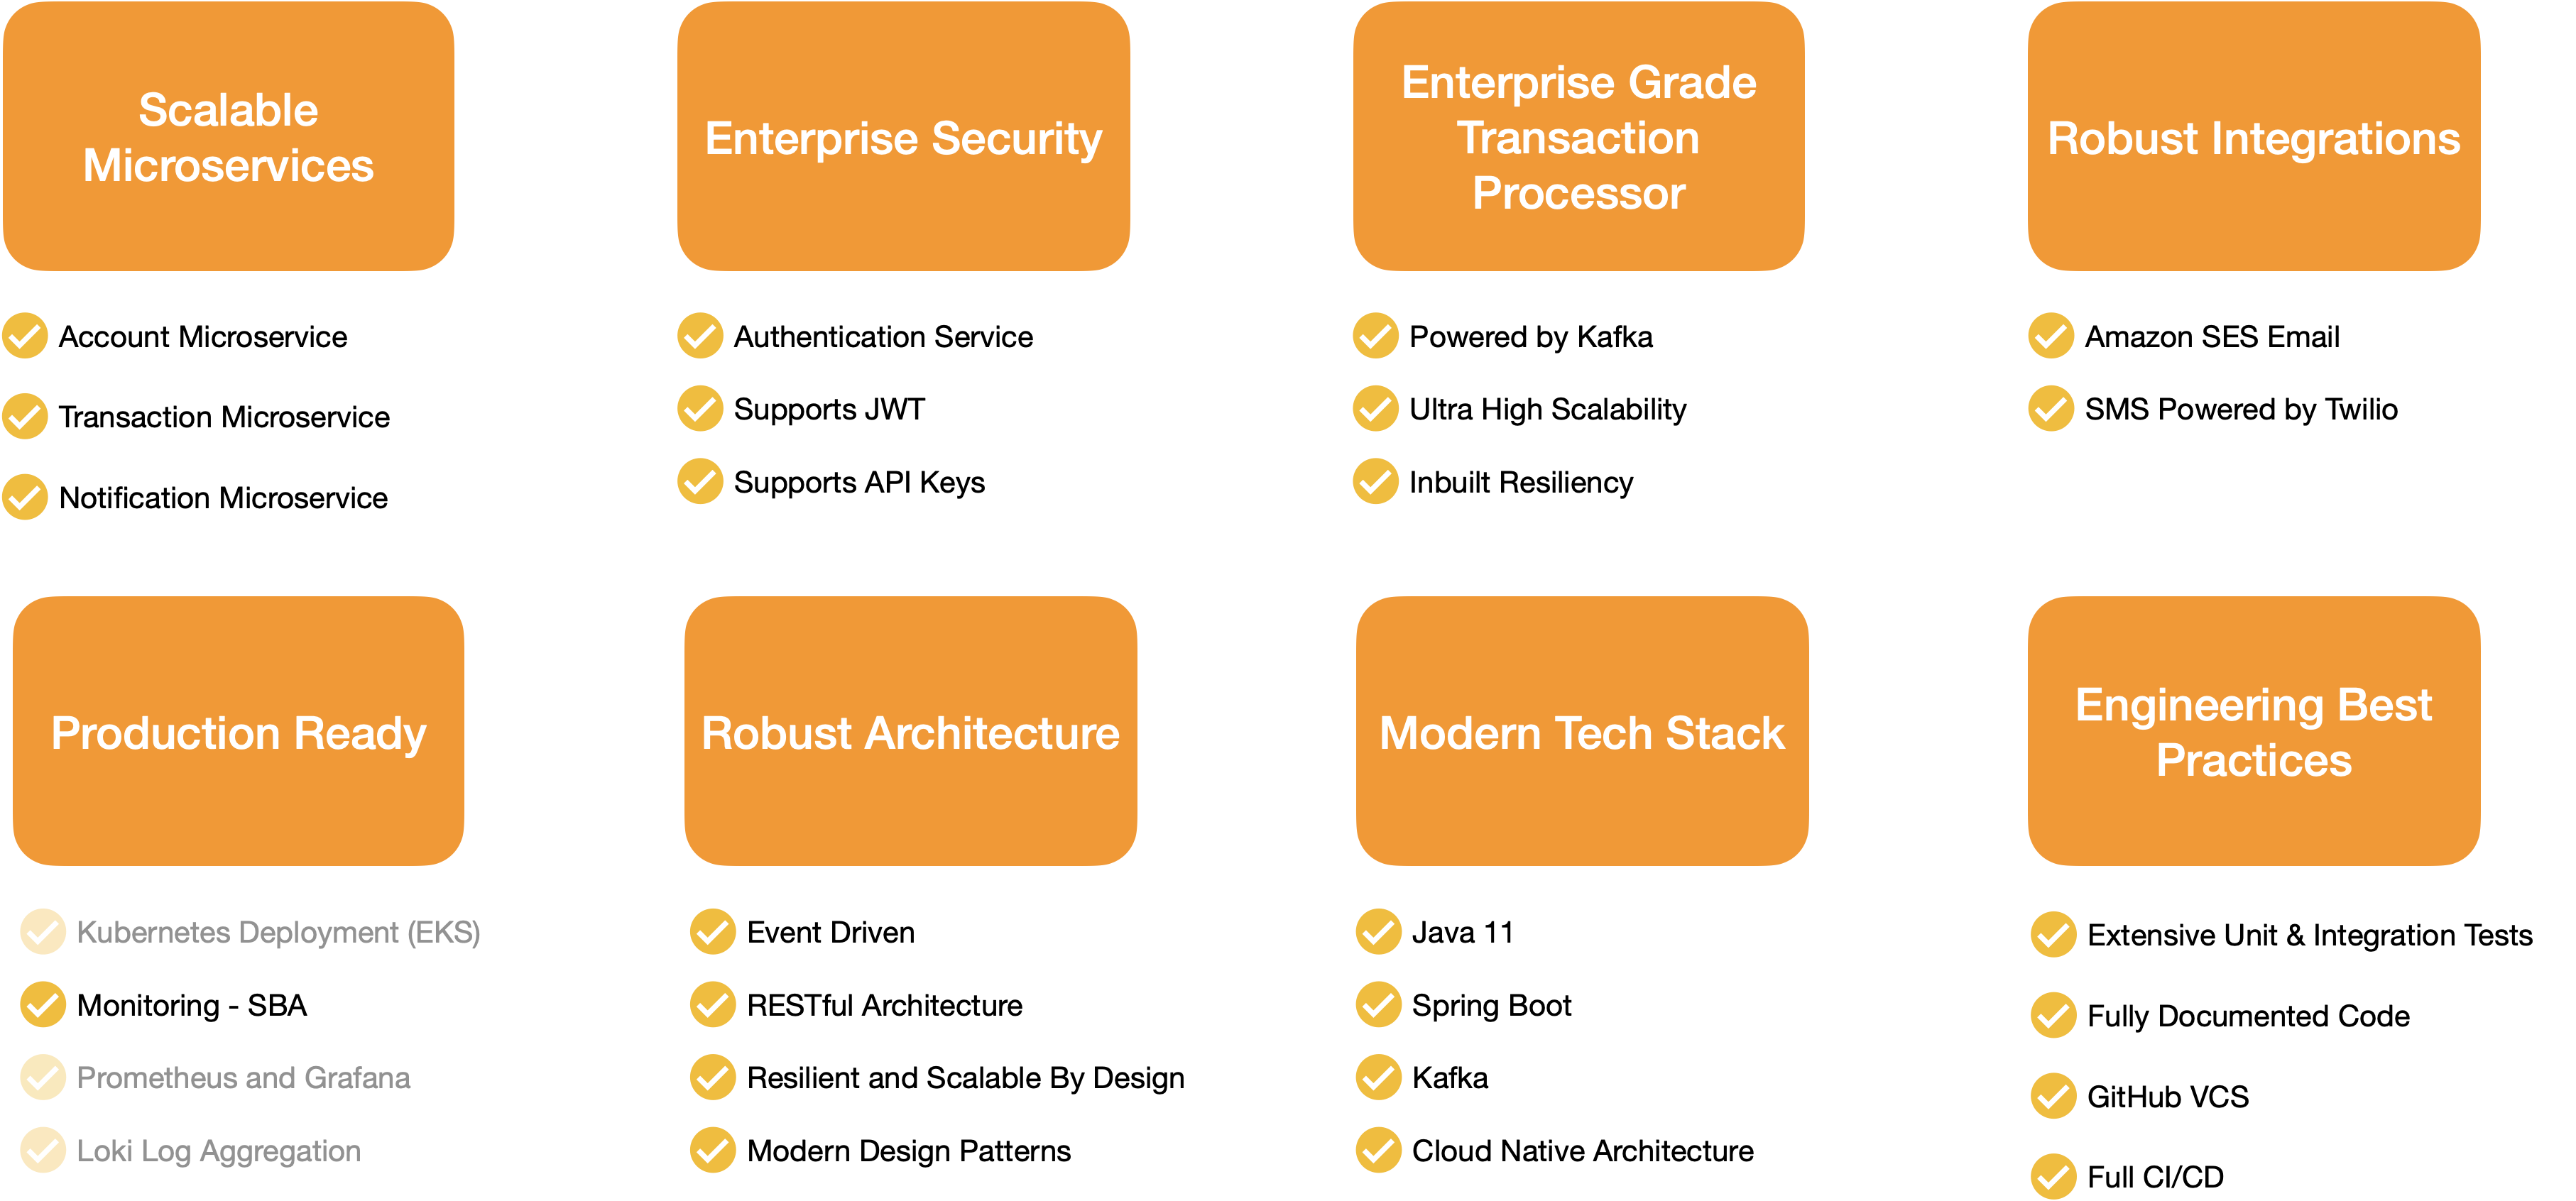 Scalable
Microservices
Account Microservice
Transaction Microservice
Notification Microservice
Enterprise Security
Authentication Service
Supports JWT
Supports API Keys
Enterprise Grade
Transaction
Processor
Powered by Kafka
Ultra High Scalability
Inbuilt Resiliency
Robust Integrations
Amazon SES Email
SMS Powered by Twilio
Production Ready
Kubernetes Deployment (EKS)
Monitoring - SBA
Prometheus and Grafana
Loki Log Aggregation
Robust Architecture
Event Driven
RESTful Architecture
Resilient and Scalable By Design
Modern Design Patterns
Modern Tech Stack
Java 11
Spring Boot
Kafka
Cloud Native Architecture
Engineering Best
Practices
Extensive Unit & Integration Tests
Fully Documented Code
GitHub VCS
Full CI/CD